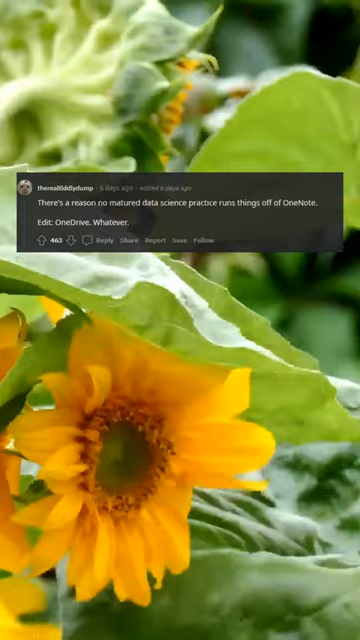 therealtiddlydump · 6 days ago · edited 6 days ago
There's a reason no matured data science practice runs things off of OneNote.
Edit: OneDrive. Whatever.
463 Reply Share Report Save Follow